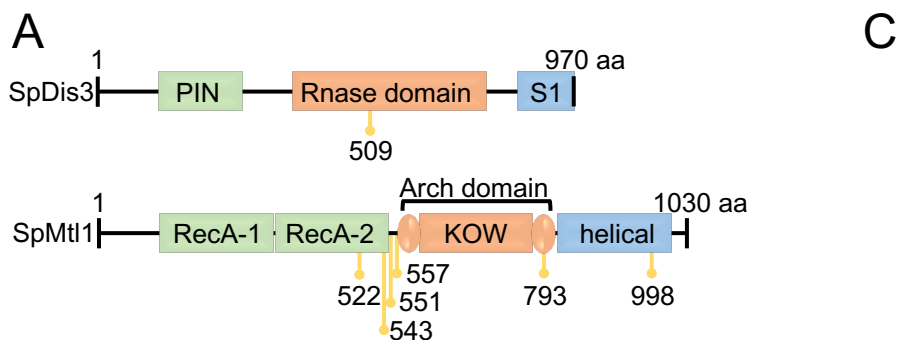 A
C
1
970 aa
SpDis3
PIN
Rnase domain
S1
509
Arch domain
1
1030 aa
SpMtl1
RecA-1
RecA-2
KOW
helical
557
522
551
793
998
543